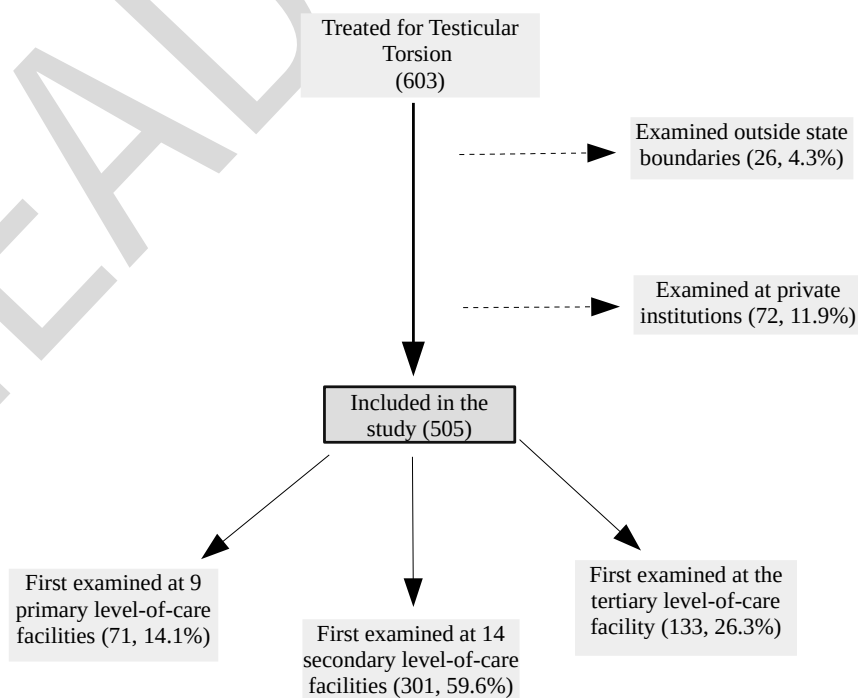 Treated for Testicular
Torsion
(603)
Examined outside state
boundaries (26, 4.3%)
Examined at private
institutions (72, 11.9%)
Included in the
study (505)
First examined at 9
primary level-of-care
facilities (71, 14.1%)
First examined at 14
secondary level-of-care
facilities (301, 59.6%)
First examined at the
tertiary level-of-care
facility (133, 26.3%)
EAD